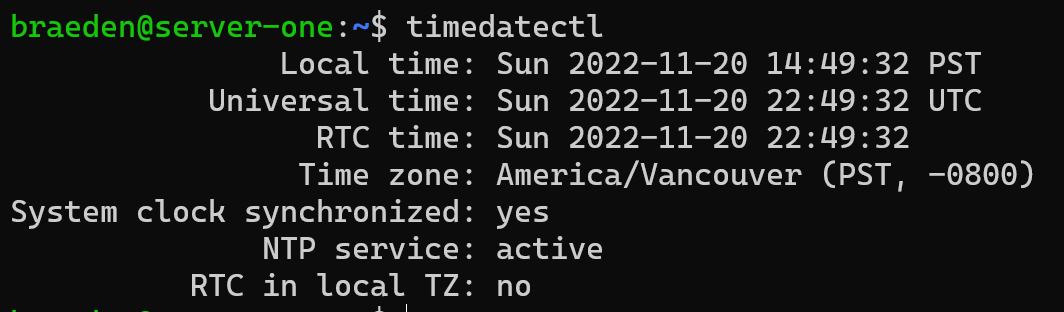 braeden@server-one:~$ timedatectl
Local time: Sun 2022-11-20 14:49:32 PST
Universal time: Sun 2022-11-20 22:49:32 UTC
RTC time: Sun 2022-11-20 22:49:32
Time zone: America/Vancouver (PST, -0800)
System clock synchronized: yes
NTP service: active
RTC in local TZ: no